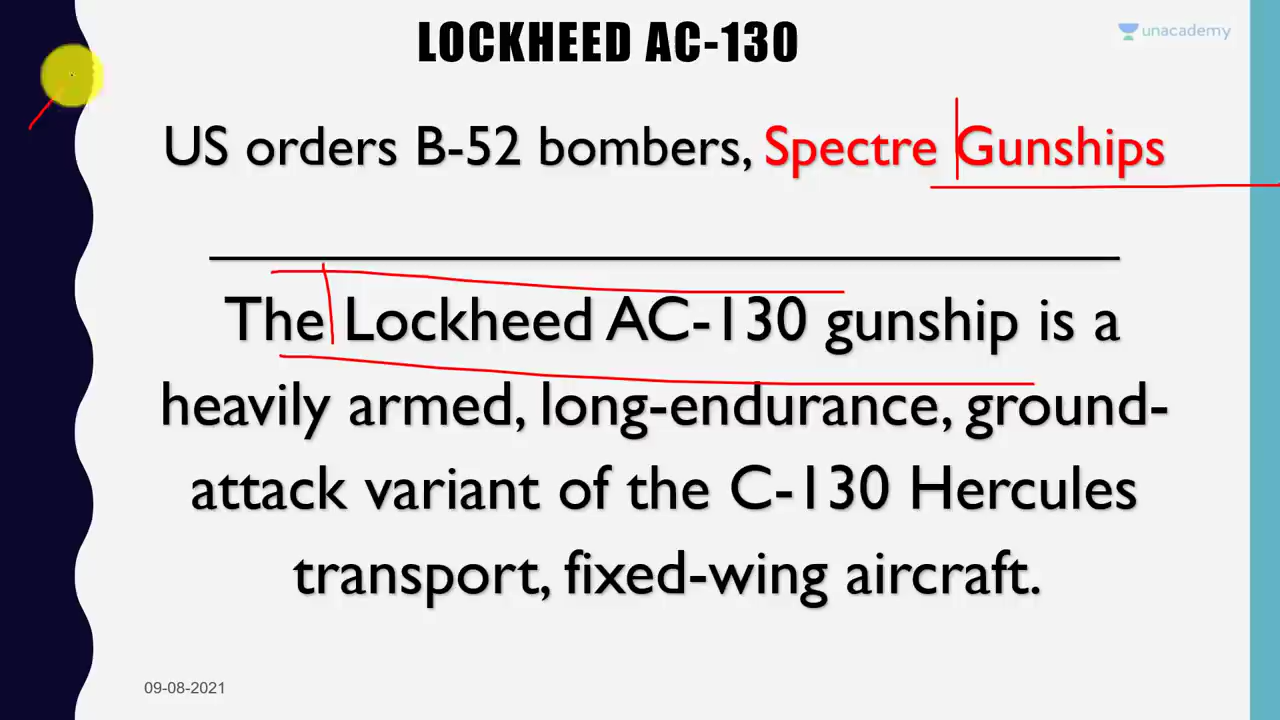 LOCKHEED AC-130
unacademy
US orders B-52 bombers, Spectre Gunships
The Lockheed AC-130 gunship is a
heavily armed, long-endurance, ground-
attack variant of the C-130 Hercules
transport, fixed-wing aircraft.
09-08-2021